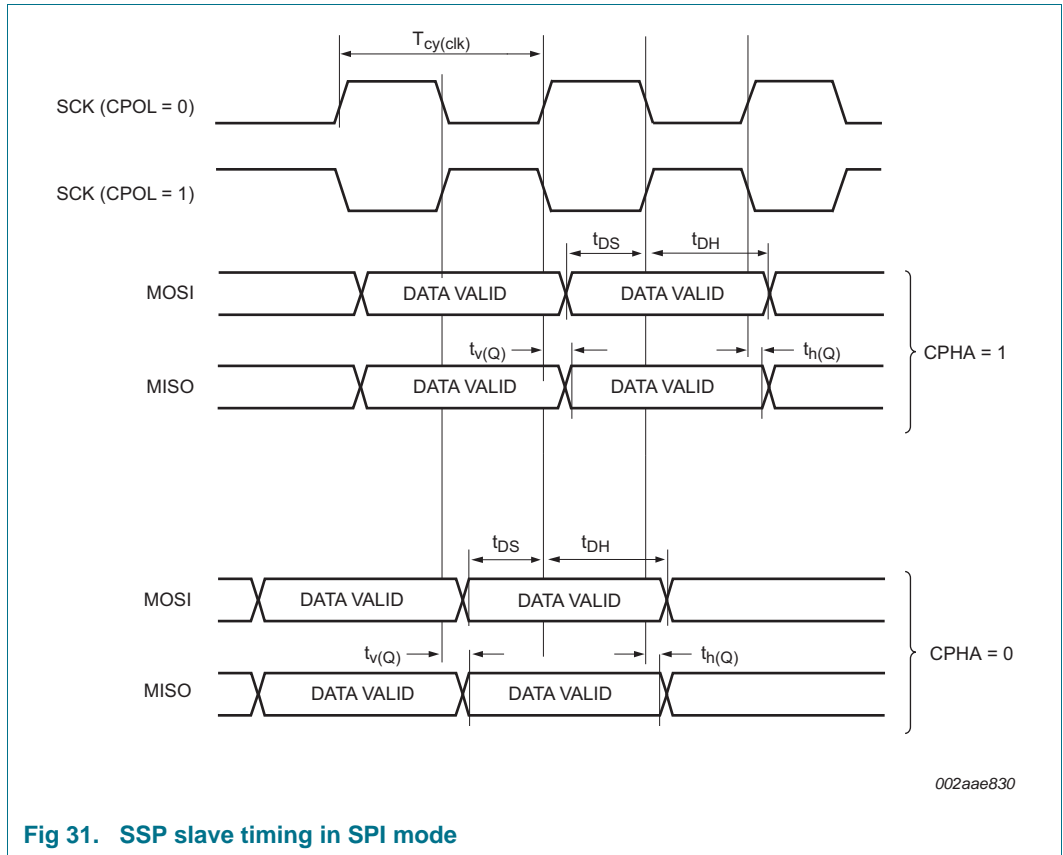 Tcy(clk)
SCK (CPOL = 0)
SCK (CPOL = 1)
tDS tDH
MOSI DATA VALID DATA VALID
tv(Q) th(Q)
CPHA = 1
MISO DATA VALID DATA VALID
tDS tDH
MOSI DATA VALID DATA VALID
tv(Q) th(Q)
CPHA = 0
MISO DATA VALID DATA VALID
002aae830
Fig 31. SSP slave timing in SPI mode